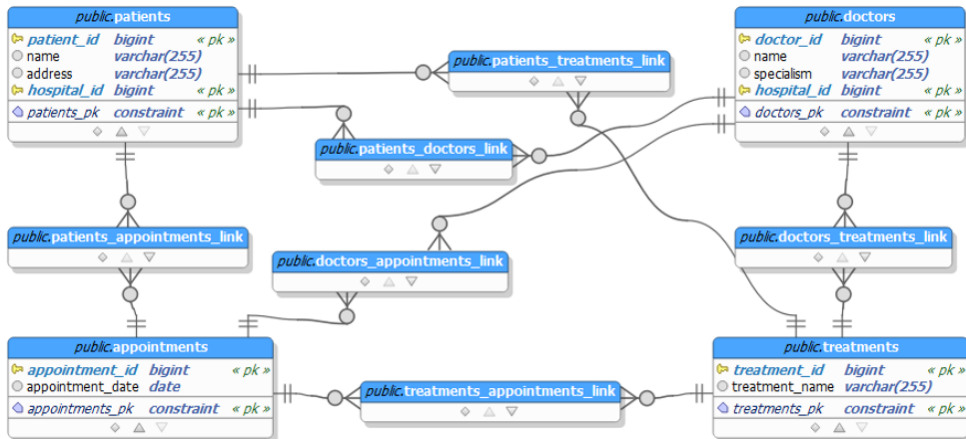 public.patients
patient_id bigint « pk »
name varchar(255)
address varchar(255)
hospital_id bigint « pk »
patients_pk constraint « pk »
public.doctors
doctor_id bigint « pk »
name varchar(255)
specialism varchar(255)
hospital_id bigint « pk »
doctors_pk constraint « pk »
public.patients_treatments_link
public.patients_doctors_link
public.patients_appointments_link
public.doctors_appointments_link
public.doctors_treatments_link
public.appointments
appointment_id bigint « pk »
appointment_date date
appointments_pk constraint « pk »
public.treatments_appointments_link
public.treatments
treatment_id bigint « pk »
treatment_name varchar(255)
treatments_pk constraint « pk »